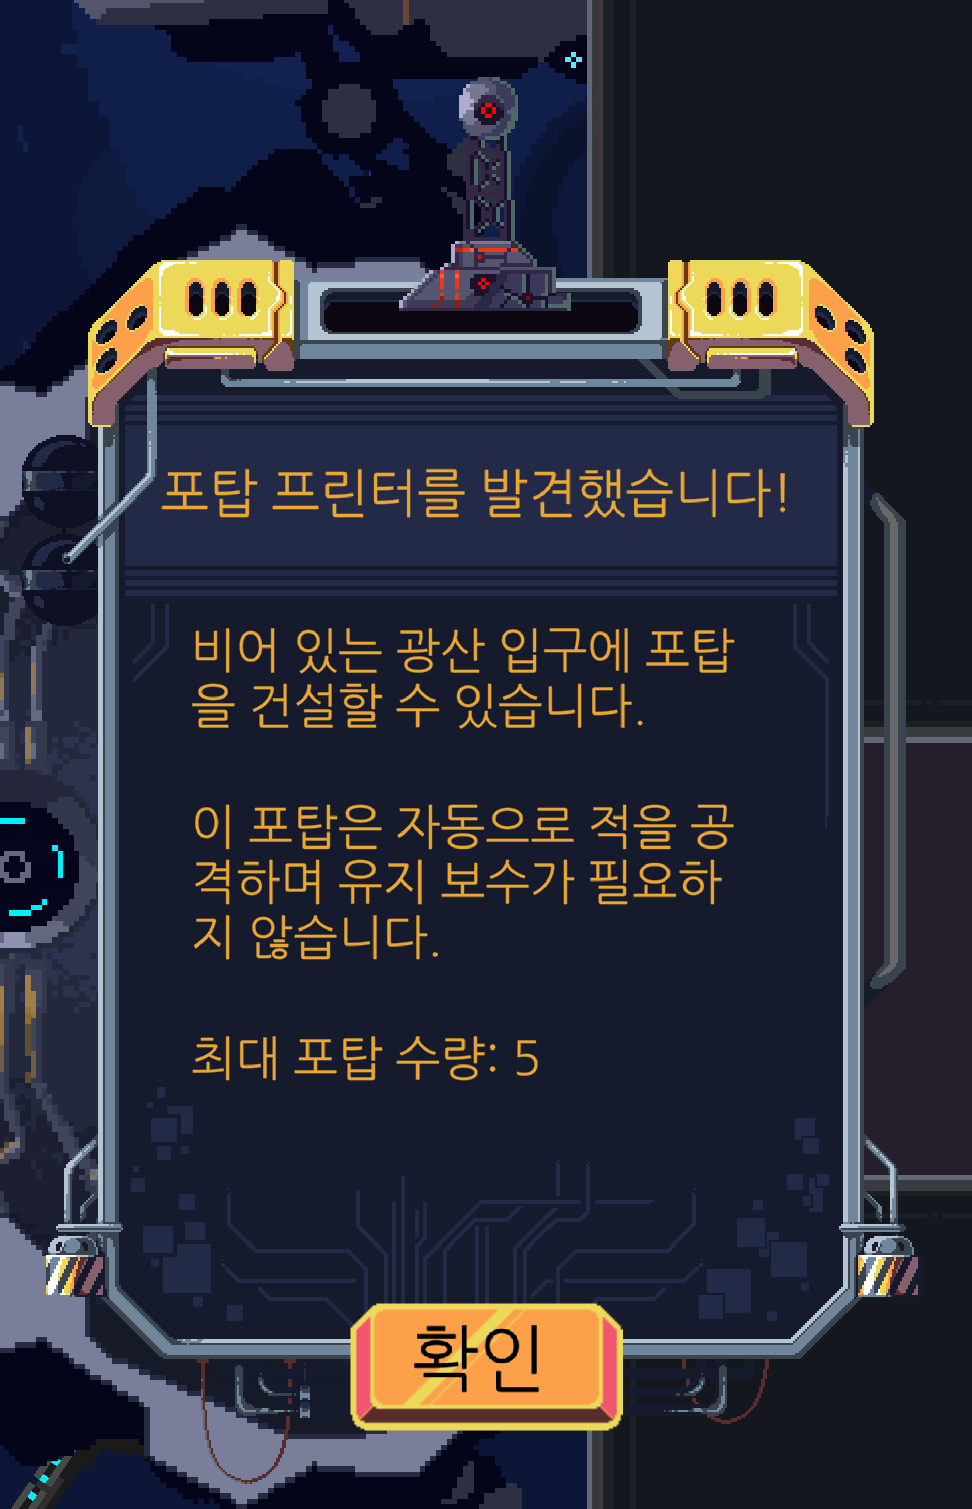 포탑 프린터를 발견했습니다!
비어 있는 광산 입구에 포탑
을 건설할 수 있습니다.
이 포탑은 자동으로 적을 공
격하며 유지 보수가 필요하
지 않습니다.
최대 포탑 수량: 5
확인